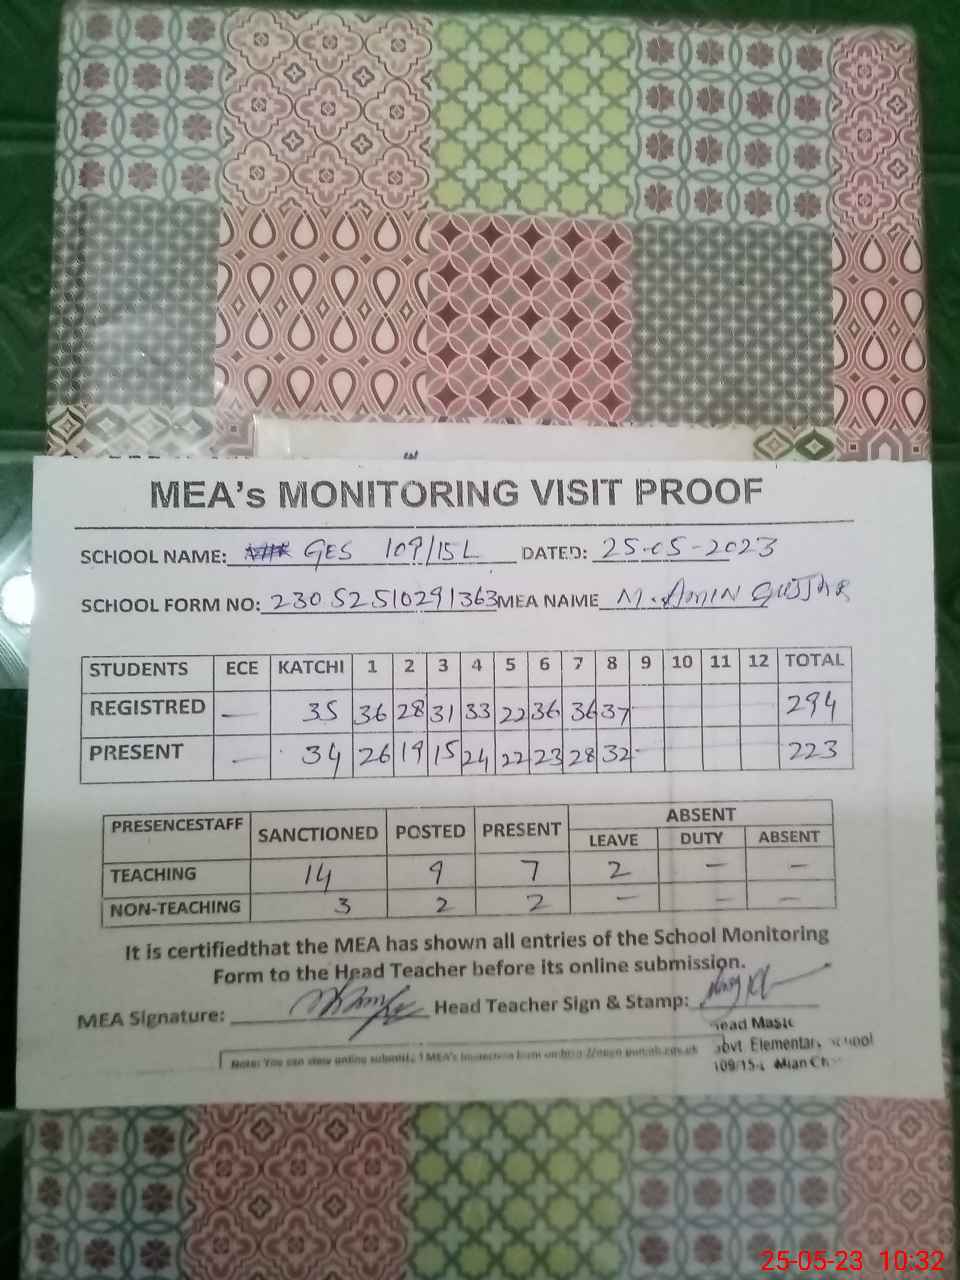 MEA's MONITORING VISIT PROOF
SCHOOL NAME: GES 109/15L DATED: 25-05-2023
SCHOOL FORM NO: 23052510291363 MEA NAME M. AMIN GUJJAR
STUDENTS ECE KATCHI 1 2 3 4 5 6 7 8 9 10 11 12 TOTAL
REGISTRED — 35 36 28 31 33 22 36 36 37 294
PRESENT — 34 26 19 15 24 22 23 28 32 223
PRESENCESTAFF SANCTIONED POSTED PRESENT ABSENT
LEAVE DUTY ABSENT
TEACHING 14 9 7 2 — —
NON-TEACHING 3 2 2 — — —
It is certifiedthat the MEA has shown all entries of the School Monitoring
Form to the Head Teacher before its online submission.
MEA Signature: Head Teacher Sign & Stamp:
Note: You can view online
Elementary School
109/15-L Mian
25-05-23 10:32